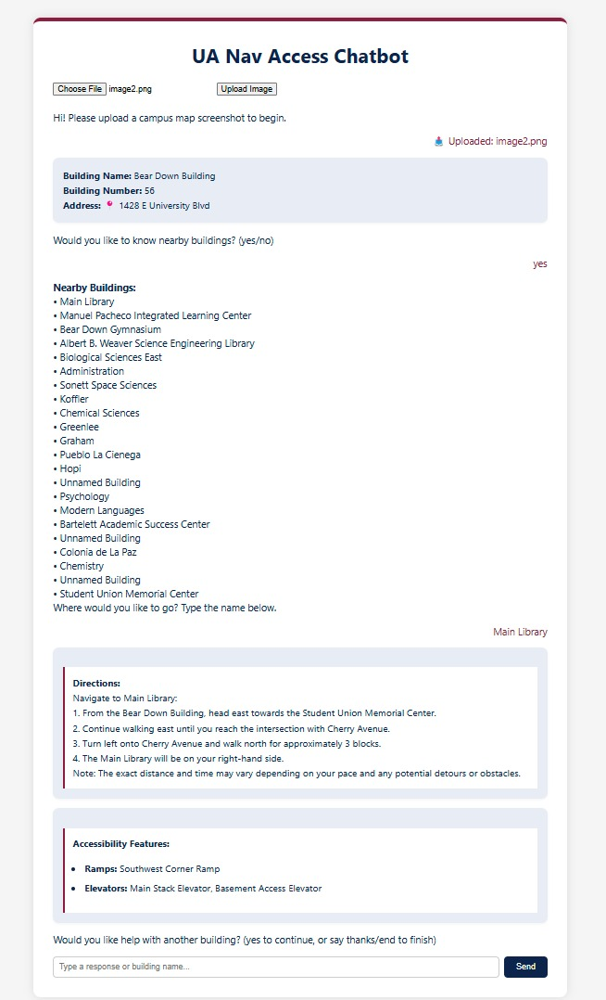 UA Nav Access Chatbot
Choose File image2.png Upload Image
Hi! Please upload a campus map screenshot to begin.
📤 Uploaded: image2.png
Building Name: Bear Down Building
Building Number: 56
Address: 📍 1428 E University Blvd
Would you like to know nearby buildings? (yes/no)
yes
Nearby Buildings:
• Main Library
• Manuel Pacheco Integrated Learning Center
• Bear Down Gymnasium
• Albert B. Weaver Science Engineering Library
• Biological Sciences East
• Administration
• Sonett Space Sciences
• Koffler
• Chemical Sciences
• Greenlee
• Graham
• Pueblo La Cienega
• Hopi
• Unnamed Building
• Psychology
• Modern Languages
• Bartelett Academic Success Center
• Unnamed Building
• Colonia de La Paz
• Chemistry
• Unnamed Building
• Student Union Memorial Center
Where would you like to go? Type the name below.
Main Library
Directions:
Navigate to Main Library:
1. From the Bear Down Building, head east towards the Student Union Memorial Center.
2. Continue walking east until you reach the intersection with Cherry Avenue.
3. Turn left onto Cherry Avenue and walk north for approximately 3 blocks.
4. The Main Library will be on your right-hand side.
Note: The exact distance and time may vary depending on your pace and any potential detours or obstacles.
Accessibility Features:
• Ramps: Southwest Corner Ramp
• Elevators: Main Stack Elevator, Basement Access Elevator
Would you like help with another building? (yes to continue, or say thanks/end to finish)
Type a response or building name... Send